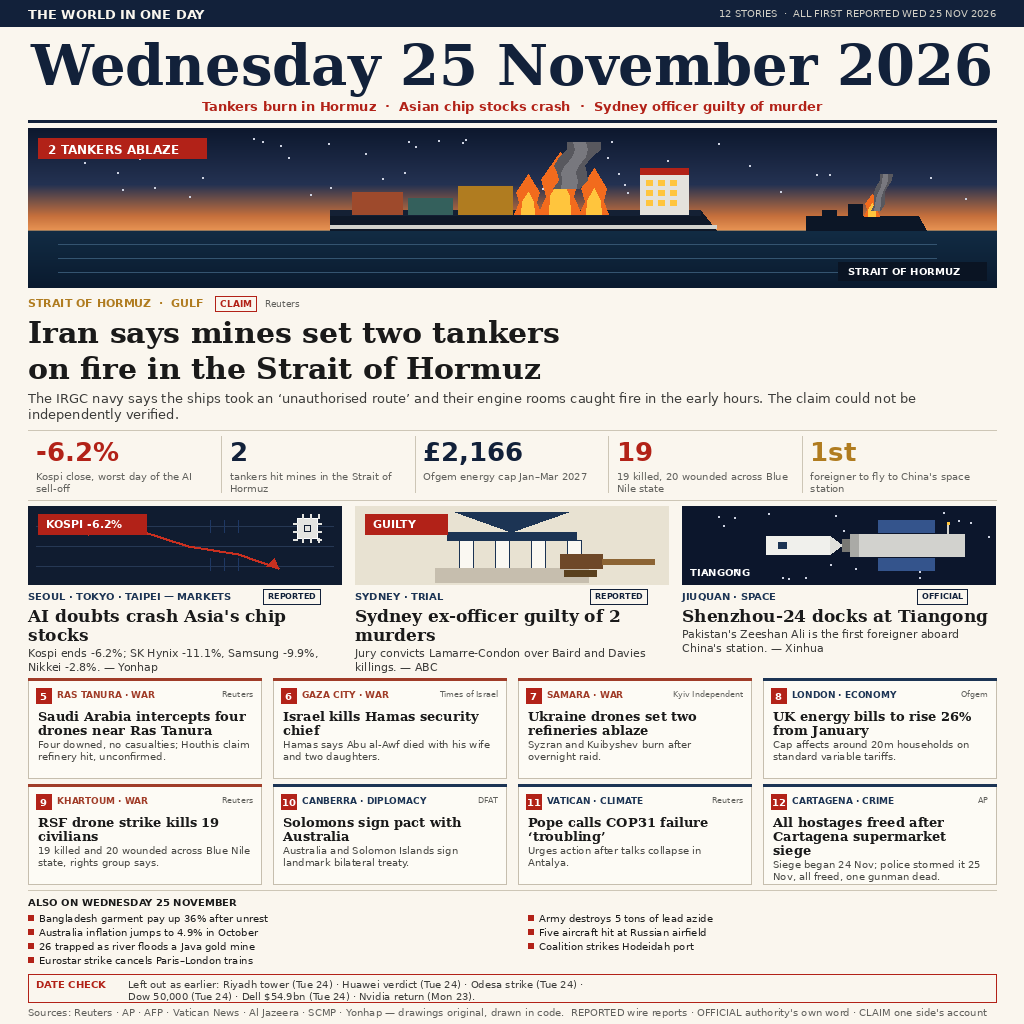 THE WORLD IN ONE DAY
12 STORIES · ALL FIRST REPORTED WED 25 NOV 2026
Wednesday 25 November 2026
Tankers burn in Hormuz · Asian chip stocks crash · Sydney officer guilty of murder
2 TANKERS ABLAZE
STRAIT OF HORMUZ
STRAIT OF HORMUZ · GULF CLAIM Reuters
Iran says mines set two tankers
on fire in the Strait of Hormuz
The IRGC navy says the ships took an ‘unauthorised route’ and their engine rooms caught fire in the early hours. The claim could not be
independently verified.
-6.2%
Kospi close, worst day of the AI
sell-off
2
tankers hit mines in the Strait of
Hormuz
£2,166
Ofgem energy cap Jan–Mar 2027
19
19 killed, 20 wounded across Blue
Nile state
1st
foreigner to fly to China's space
station
KOSPI -6.2%
SEOUL · TOKYO · TAIPEI — MARKETS REPORTED
AI doubts crash Asia's chip
stocks
Kospi ends -6.2%; SK Hynix -11.1%, Samsung -9.9%,
Nikkei -2.8%. — Yonhap
GUILTY
SYDNEY · TRIAL REPORTED
Sydney ex-officer guilty of 2
murders
Jury convicts Lamarre-Condon over Baird and Davies
killings. — ABC
TIANGONG
JIUQUAN · SPACE OFFICIAL
Shenzhou-24 docks at Tiangong
Pakistan's Zeeshan Ali is the first foreigner aboard
China's station. — Xinhua
5 RAS TANURA · WAR Reuters
Saudi Arabia intercepts four
drones near Ras Tanura
Four downed, no casualties; Houthis claim
refinery hit, unconfirmed.
6 GAZA CITY · WAR Times of Israel
Israel kills Hamas security
chief
Hamas says Abu al-Awf died with his wife
and two daughters.
7 SAMARA · WAR Kyiv Independent
Ukraine drones set two
refineries ablaze
Syzran and Kuibyshev burn after
overnight raid.
8 LONDON · ECONOMY Ofgem
UK energy bills to rise 26%
from January
Cap affects around 20m households on
standard variable tariffs.
9 KHARTOUM · WAR Reuters
RSF drone strike kills 19
civilians
19 killed and 20 wounded across Blue Nile
state, rights group says.
10 CANBERRA · DIPLOMACY DFAT
Solomons sign pact with
Australia
Australia and Solomon Islands sign
landmark bilateral treaty.
11 VATICAN · CLIMATE Reuters
Pope calls COP31 failure
‘troubling’
Urges action after talks collapse in
Antalya.
12 CARTAGENA · CRIME AP
All hostages freed after
Cartagena supermarket
siege
Siege began 24 Nov; police stormed it 25
Nov, all freed, one gunman dead.
ALSO ON WEDNESDAY 25 NOVEMBER
Bangladesh garment pay up 36% after unrest
Australia inflation jumps to 4.9% in October
26 trapped as river floods a Java gold mine
Eurostar strike cancels Paris–London trains
Army destroys 5 tons of lead azide
Five aircraft hit at Russian airfield
Coalition strikes Hodeidah port
DATE CHECK Left out as earlier: Riyadh tower (Tue 24) · Huawei verdict (Tue 24) · Odesa strike (Tue 24) ·
Dow 50,000 (Tue 24) · Dell $54.9bn (Tue 24) · Nvidia return (Mon 23).
Sources: Reuters · AP · AFP · Vatican News · Al Jazeera · SCMP · Yonhap — drawings original, drawn in code. REPORTED wire reports · OFFICIAL authority's own word · CLAIM one side's account